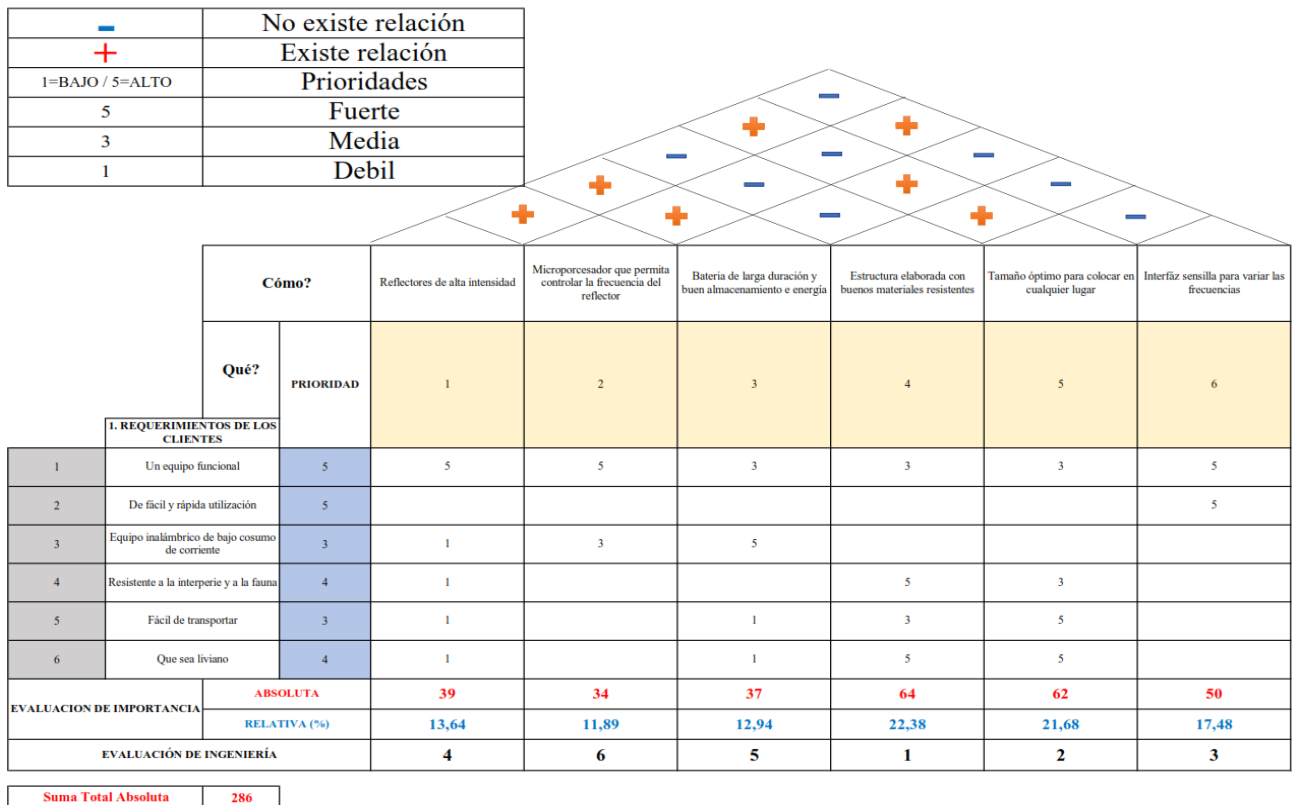 – No existe relación
+ Existe relación
1=BAJO / 5=ALTO Prioridades
5 Fuerte
3 Media
1 Debil
Cómo?
Reflectores de alta intensidad
Microporcesador que permita
controlar la frecuencia del
reflector
Bateria de larga duración y
buen almacenamiento e energía
Estructura elaborada con
buenos materiales resistentes
Tamaño óptimo para colocar en
cualquier lugar
Interfáz sensilla para variar las
frecuencias
Qué?
PRIORIDAD
1 2 3 4 5 6
1. REQUERIMIENTOS DE LOS
CLIENTES
1 Un equipo funcional 5 5 5 3 3 3 5
2 De fácil y rápida utilización 5 5
3 Equipo inalámbrico de bajo cosumo
de corriente 3 1 3 5
4 Resistente a la interperie y a la fauna 4 1 5 3
5 Fácil de transportar 3 1 1 3 5
6 Que sea liviano 4 1 1 5 5
EVALUACION DE IMPORTANCIA
ABSOLUTA 39 34 37 64 62 50
RELATIVA (%) 13,64 11,89 12,94 22,38 21,68 17,48
EVALUACIÓN DE INGENIERÍA 4 6 5 1 2 3
Suma Total Absoluta 286